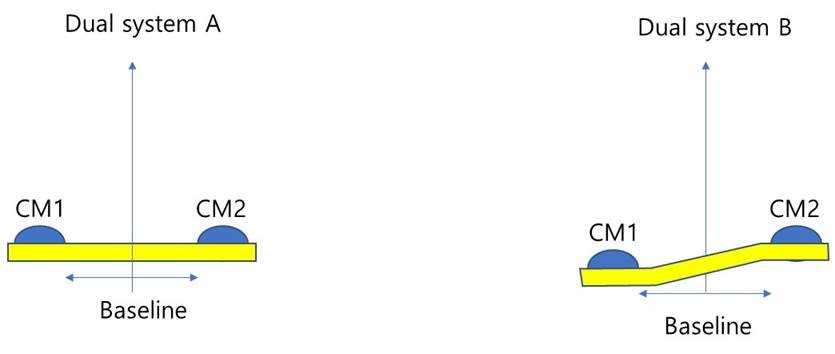 Dual system A
Dual system B
CM1
CM2
CM1
CM2
Baseline
Baseline